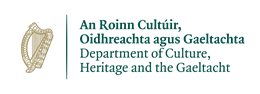 An Roinn Cultúir,
Oidhreachta agus Gaeltachta
Department of Culture,
Heritage and the Gaeltacht